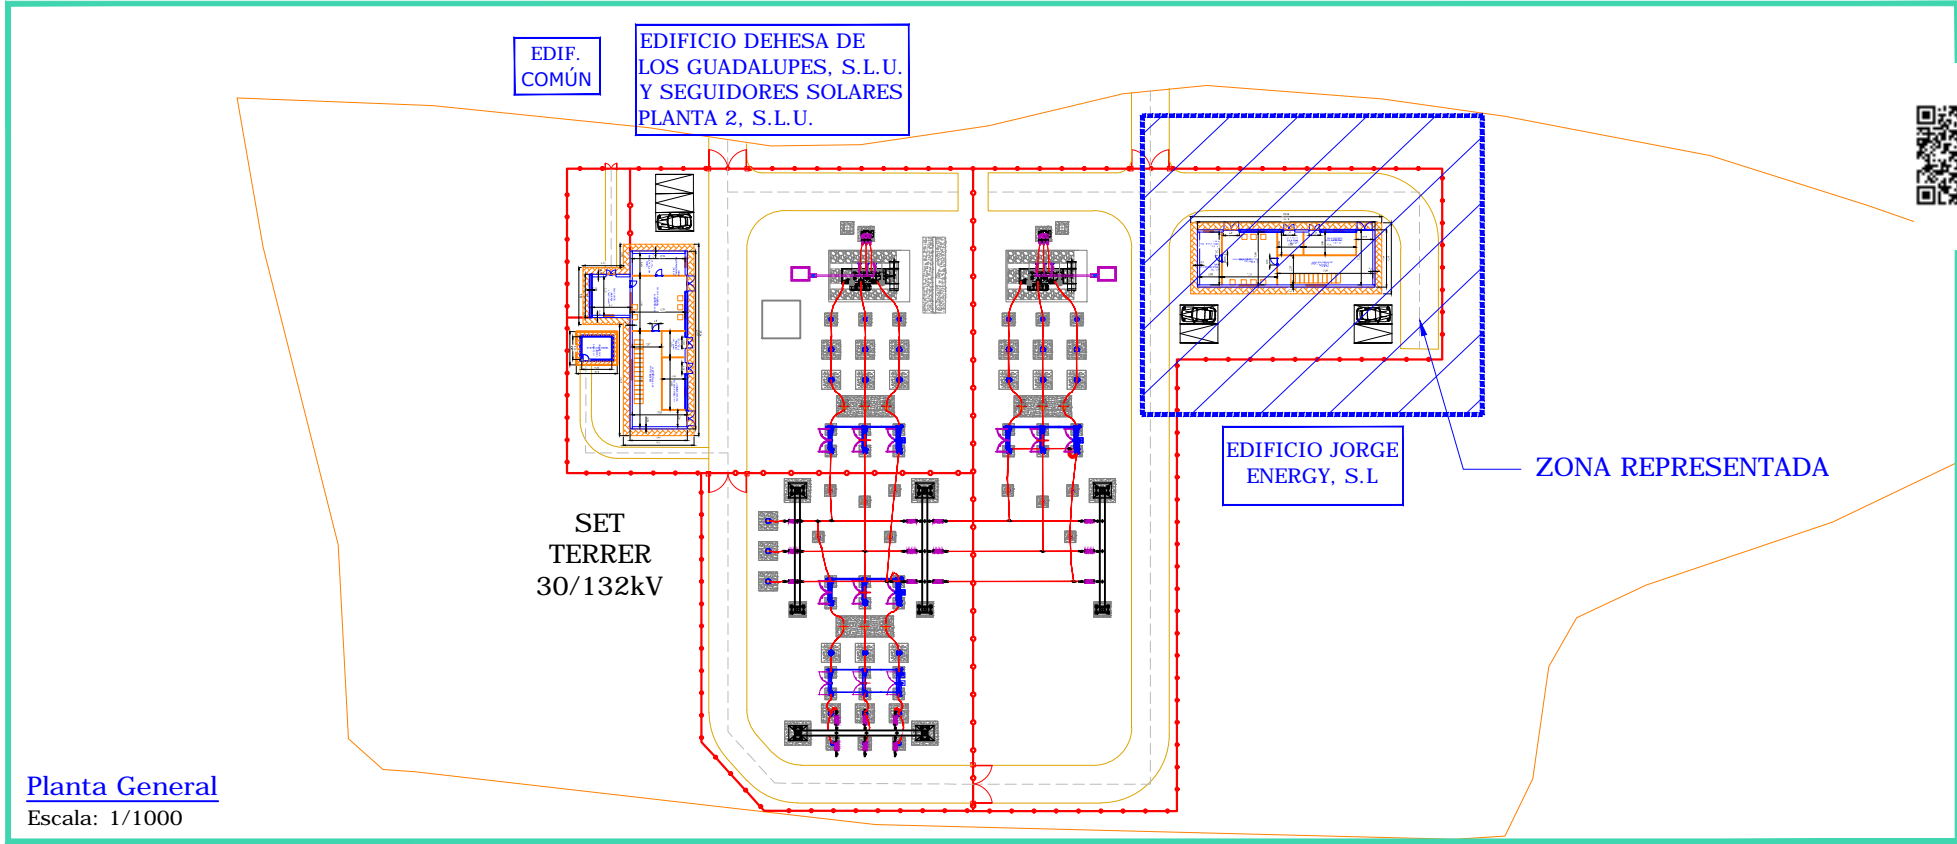 EDIF.
COMÚN
EDIFICIO DEHESA DE
LOS GUADALUPES, S.L.U.
Y SEGUIDORES SOLARES
PLANTA 2, S.L.U.
EDIFICIO JORGE
ENERGY, S.L
ZONA REPRESENTADA
SET
TERRER
30/132kV
Planta General
Escala: 1/1000